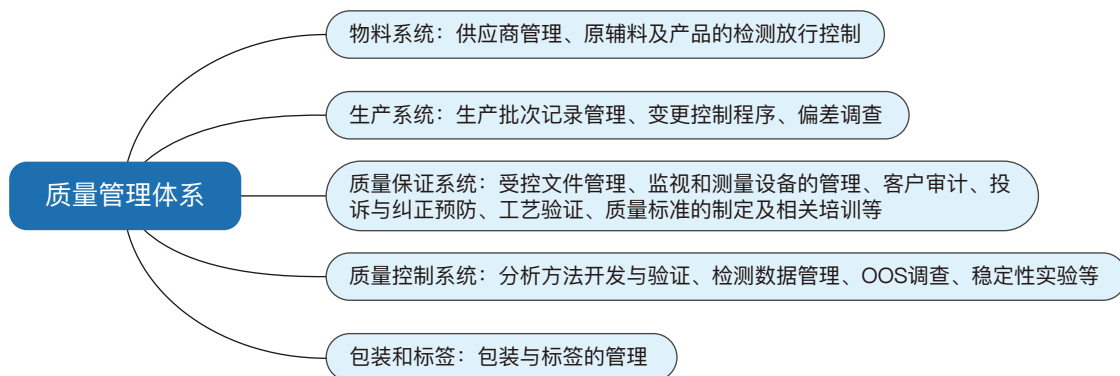 物料系统：供应商管理、原辅料及产品的检测放行控制
生产系统：生产批次记录管理、变更控制程序、偏差调查
质量管理体系
质量保证系统：受控文件管理、监视和测量设备的管理、客户审计、投
诉与纠正预防、工艺验证、质量标准的制定及相关培训等
质量控制系统：分析方法开发与验证、检测数据管理、OOS调查、稳定性实验等
包装和标签：包装与标签的管理